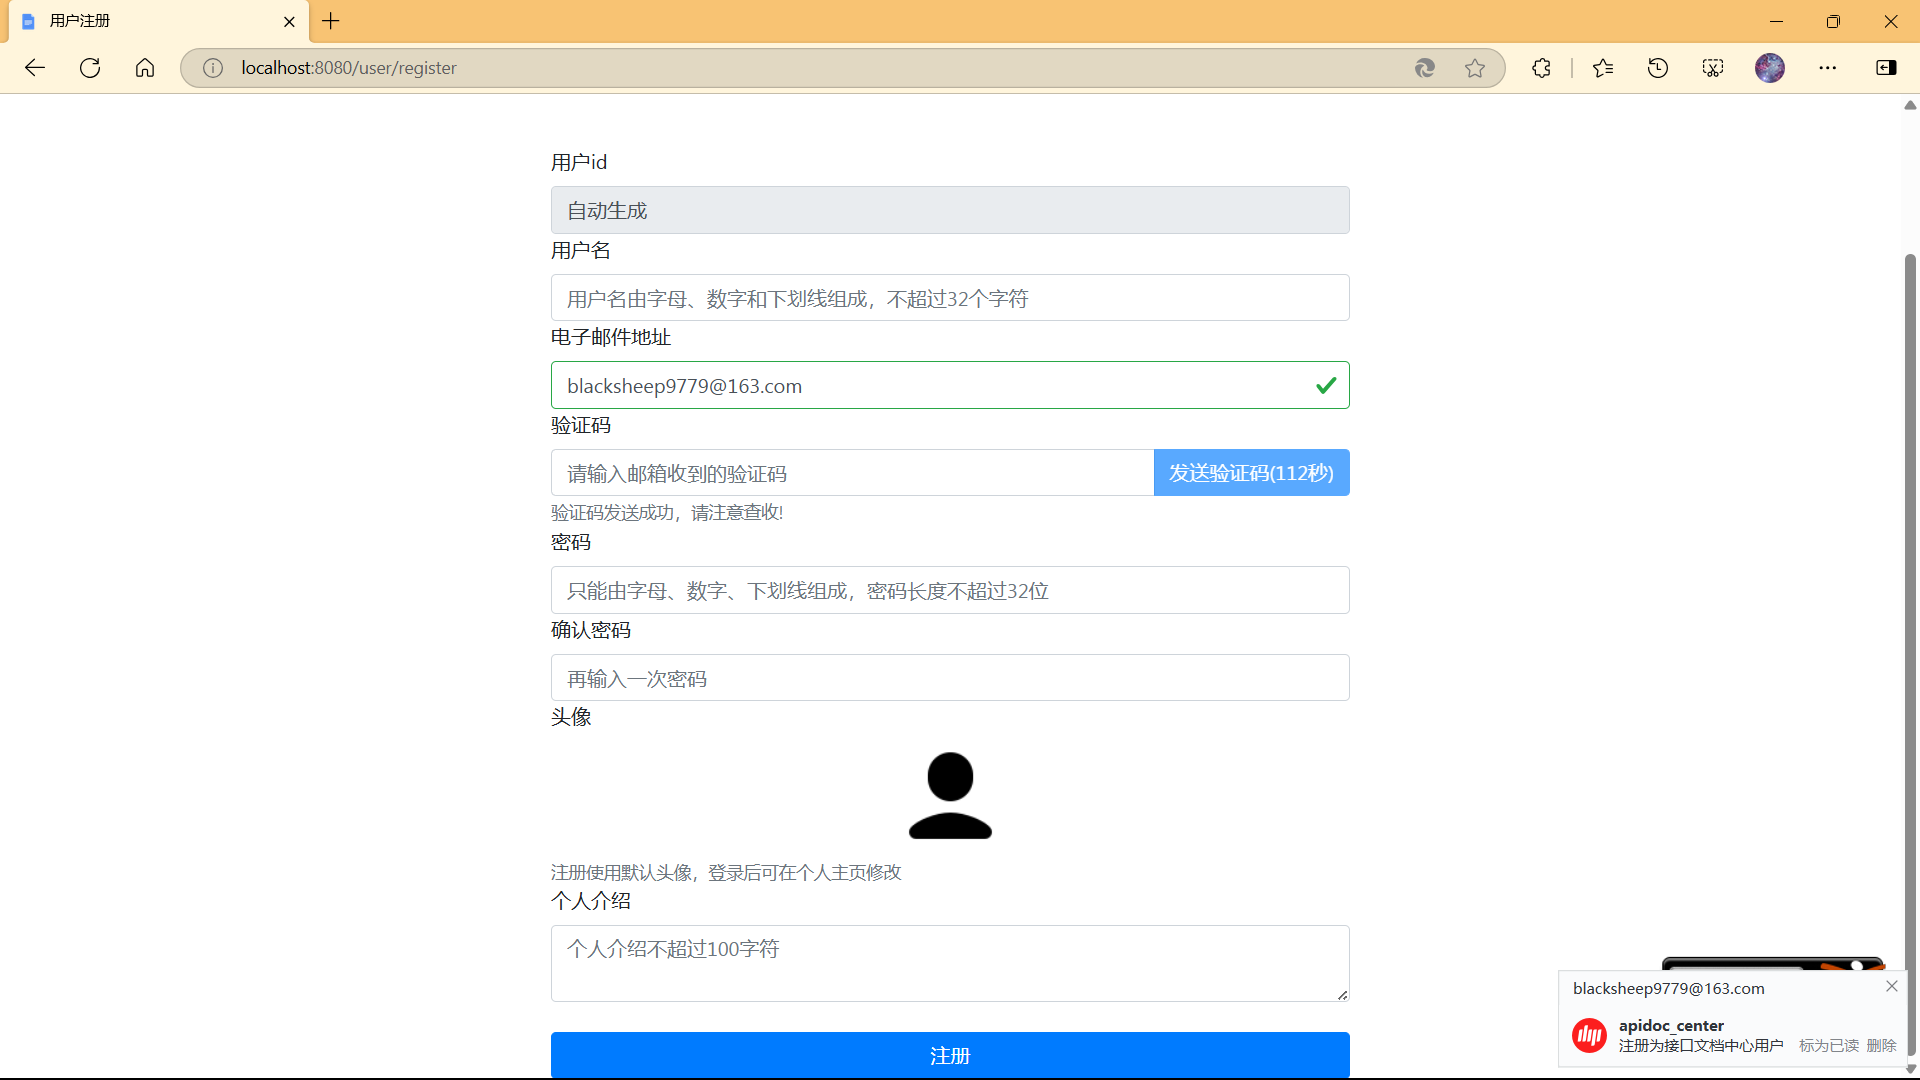 用户注册
localhost:8080/user/register
用户id
自动生成
用户名
用户名由字母、数字和下划线组成，不超过32个字符
电子邮件地址
blacksheep9779@163.com
验证码
请输入邮箱收到的验证码
发送验证码(112秒)
验证码发送成功，请注意查收!
密码
只能由字母、数字、下划线组成，密码长度不超过32位
确认密码
再输入一次密码
头像
注册使用默认头像，登录后可在个人主页修改
个人介绍
个人介绍不超过100字符
注册
blacksheep9779@163.com
apidoc_center
注册为接口文档中心用户 标为已读 删除